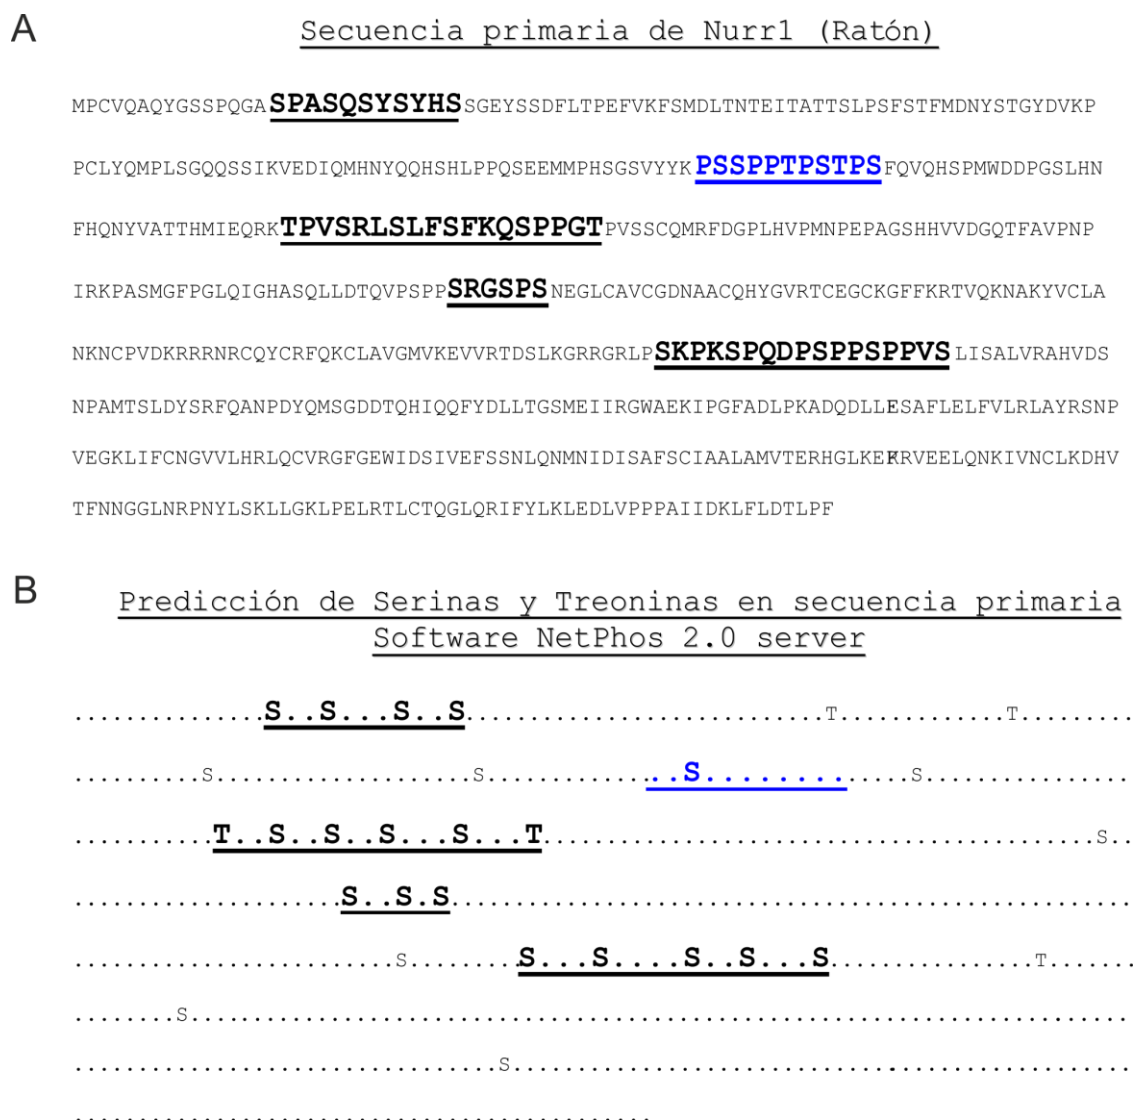 A
Secuencia primaria de Nurr1 (Ratón)
MPCVQAQYGSSPQGASPASQSYSYHSSGEYSSDFLTPEFVKFSMDLTNTEITATTSLPSFSTFMDNYSTGYDVKP
PCLYQMPLSGQQSSIKVEDIQMHNYQQHSHLPPQSEEMMPHSGSVYYKPSSPPTPSTPSFQVQHSPMWDDPGSLHN
FHQNYVATTHMIEQRKTPVSRLSLFSFKQSPPGTPVSSCQMRFDGPLHVPMNPEPAGSHHVVDGQTFAVPNP
IRKPASMGFPGLQIGHASQLLDTQVPSPPSRGSPSNEGLCAVCGDNAACQHYGVRTCEGCKGFFKRTVQKNAKYVCLA
NKNCPVDKRRRNRCQYCRFQKCLAVGMVKEVVRTDSLKGRRGRLPSKPKSPQDPSPPSPPVSLISALVRAHVDS
NPAMTSLDYSRFQANPDYQMSGDDTQHIQQFYDLLTGSMEIIRGWAEKIPGFADLPKADQDLLESAFLELFVLRLAYRSNP
VEGKLIFCNGVVLHRLQCVRGFGEWIDSIVEFSSNLQNMNIDISAFSCIAALAMVTERHGLKEPKRVEELQNKIVNCLKDHV
TFNNGGLNRPNYLSKLLGKLPELRTLCTQGLQRIFYLKLEDLVPPPAIIDKLFLDTLPF
B
Predicción de Serinas y Treoninas en secuencia primaria
Software NetPhos 2.0 server
...............S..S...S..S............................T.............T.........
..........S....................S.............. ..S........ .....S................
...........T..S..S..S...S...T...........................................S..
.....................S..S.S.....................................................
.........................S.........S...S....S..S...S................T.......
........S.........................................................................
.................................S................................................
.............................................